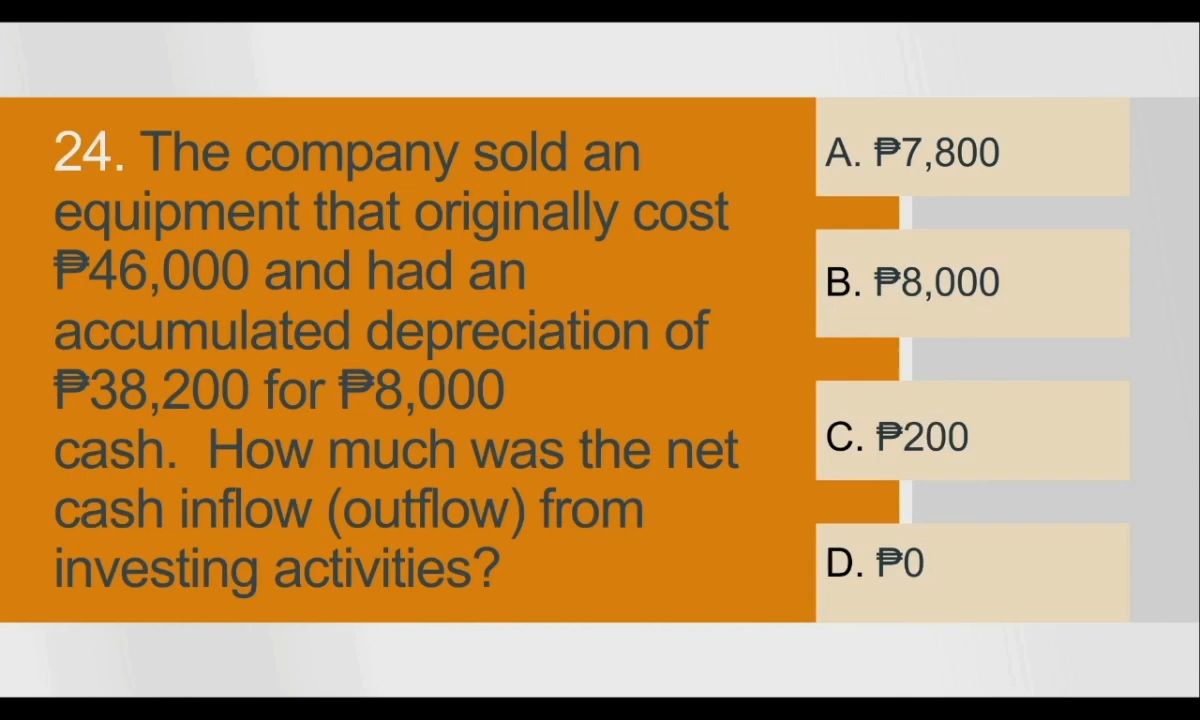 24. The company sold an
equipment that originally cost
₱46,000 and had an
accumulated depreciation of
₱38,200 for ₱8,000
cash.  How much was the net
cash inflow (outflow) from
investing activities?
A. ₱7,800
B. ₱8,000
C. ₱200
D. ₱0